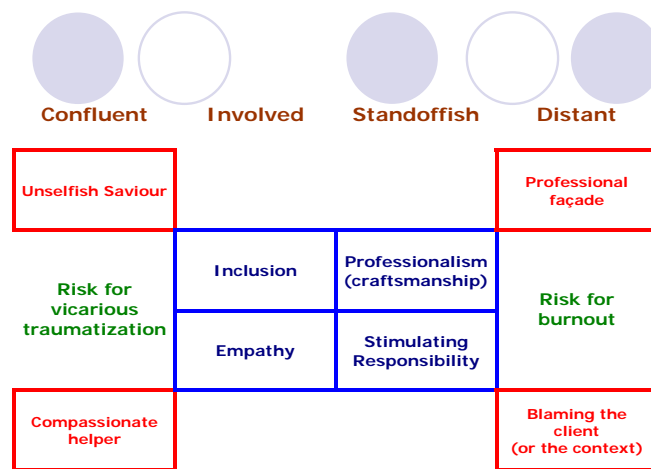 Confluent Involved Standoffish Distant
Unselfish Saviour
Professional
façade
Inclusion
Professionalism
(craftsmanship)
Risk for
vicarious
traumatization
Risk for
burnout
Empathy
Stimulating
Responsibility
Compassionate
helper
Blaming the
client
(or the context)